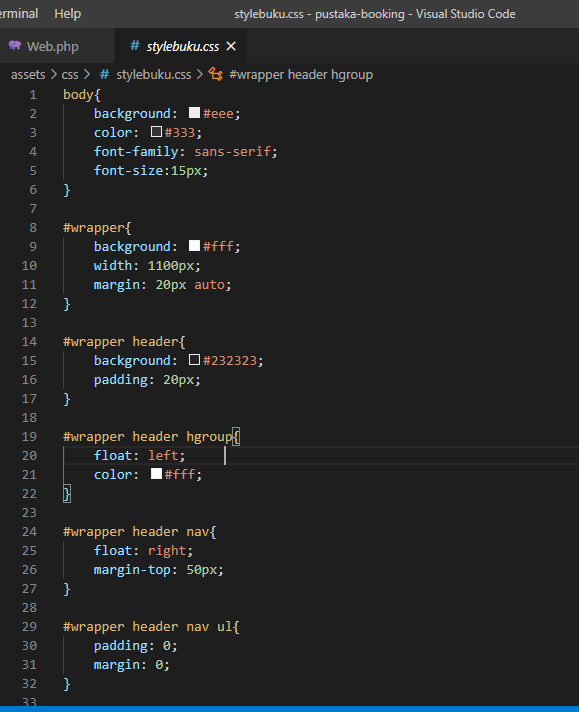 erminal Help stylebuku.css - pustaka-booking - Visual Studio Code
Web.php # stylebuku.css ×
assets > css > # stylebuku.css > #wrapper header hgroup
1 body{
2 background: #eee;
3 color: #333;
4 font-family: sans-serif;
5 font-size:15px;
6 }
7
8 #wrapper{
9 background: #fff;
10 width: 1100px;
11 margin: 20px auto;
12 }
13
14 #wrapper header{
15 background: #232323;
16 padding: 20px;
17 }
18
19 #wrapper header hgroup{
20 float: left;
21 color: #fff;
22 }
23
24 #wrapper header nav{
25 float: right;
26 margin-top: 50px;
27 }
28
29 #wrapper header nav ul{
30 padding: 0;
31 margin: 0;
32 }
33